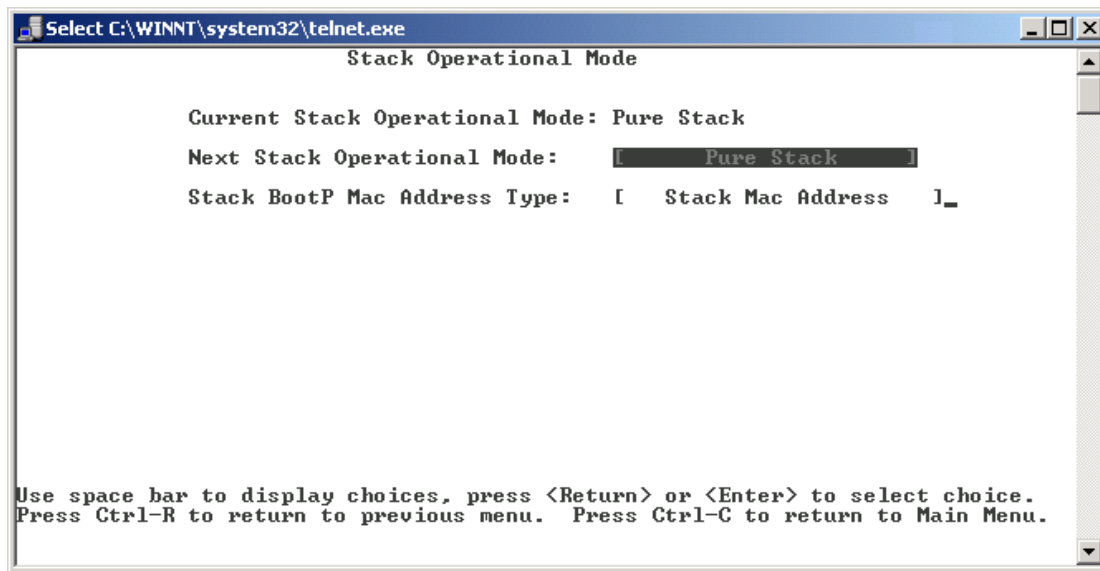 Select C:\WINNT\system32\telnet.exe
Stack Operational Mode
Current Stack Operational Mode: Pure Stack
Next Stack Operational Mode: [ Pure Stack ]
Stack BootP Mac Address Type: [ Stack Mac Address ]
Use space bar to display choices, press <Return> or <Enter> to select choice.
Press Ctrl-R to return to previous menu. Press Ctrl-C to return to Main Menu.